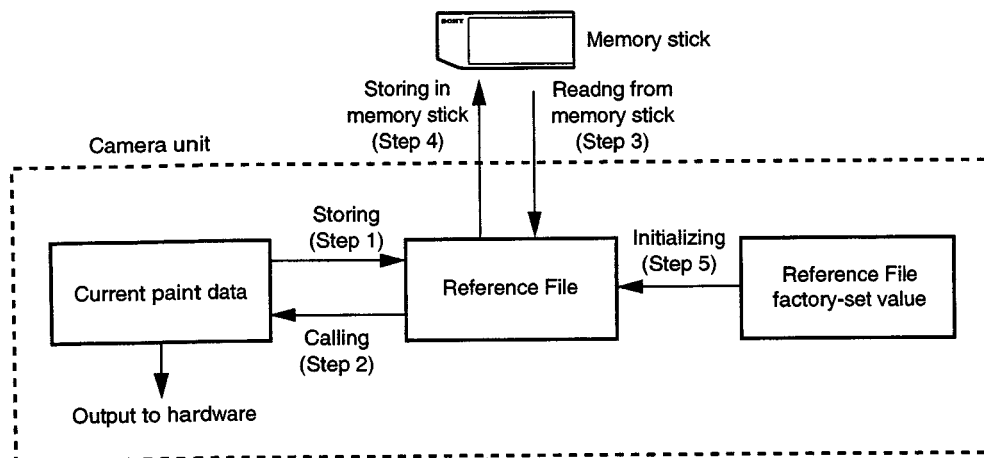 SONY
Memory stick
Storing in
memory stick
(Step 4)
Readng from
memory stick
(Step 3)
Camera unit
Storing
(Step 1)
Initializing
(Step 5)
Current paint data
Reference File
Reference File
factory-set value
Calling
(Step 2)
Output to hardware